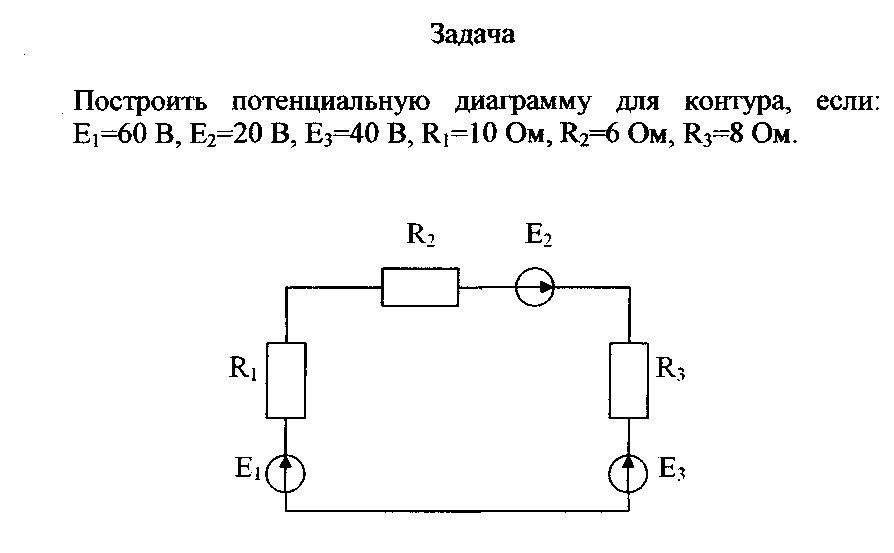 Задача
Построить потенциальную диаграмму для контура, если:
E₁=60 В, E₂=20 В, E₃=40 В, R₁=10 Ом, R₂=6 Ом, R₃=8 Ом.
R₂ E₂
R₁ R₃
E₁ E₃